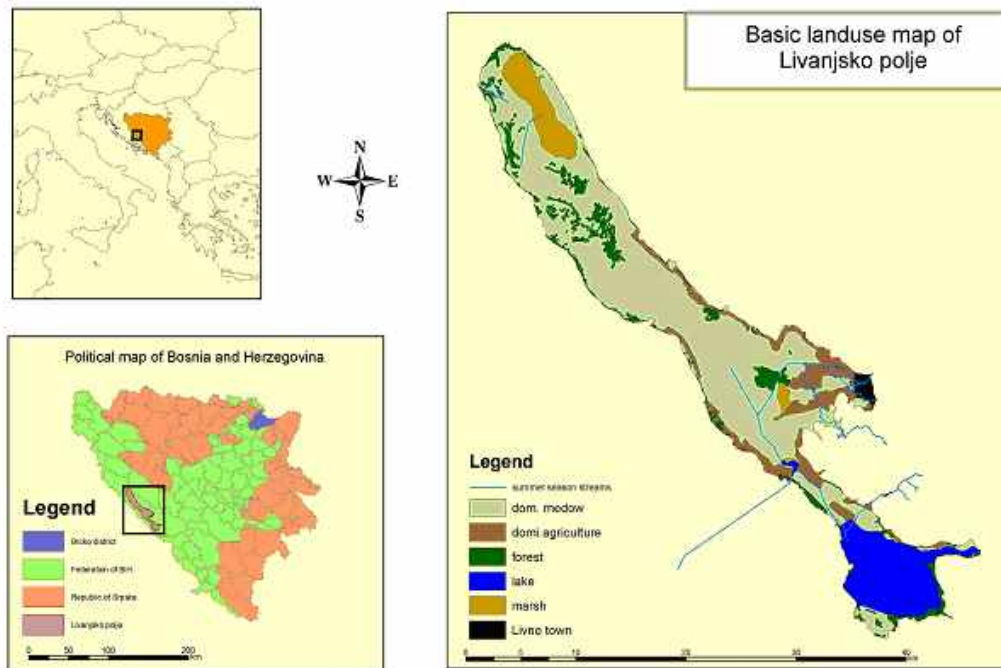 Basic landuse map of
Livanjsko polje
N
W E
S
Political map of Bosnia and Herzegovina
Legend
Brcko district
Federation of BiH
Republic of Srpska
Livanjsko polje
0 50 100 200
Legend
summer season streams
dom. medow
domi.agriculture
forest
lake
marsh
Livno town
0 5 10 20 30 40